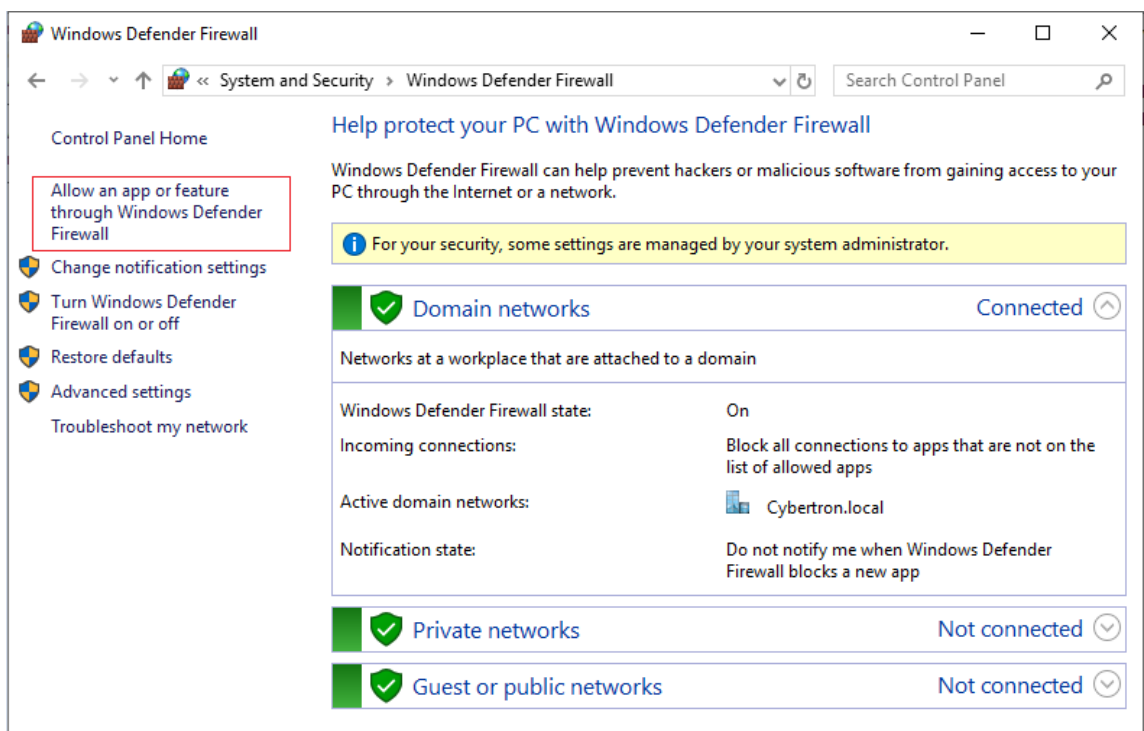 Windows Defender Firewall
« System and Security > Windows Defender Firewall
Search Control Panel
Control Panel Home
Allow an app or feature
through Windows Defender
Firewall
Change notification settings
Turn Windows Defender
Firewall on or off
Restore defaults
Advanced settings
Troubleshoot my network
Help protect your PC with Windows Defender Firewall
Windows Defender Firewall can help prevent hackers or malicious software from gaining access to your
PC through the Internet or a network.
For your security, some settings are managed by your system administrator.
Domain networks Connected
Networks at a workplace that are attached to a domain
Windows Defender Firewall state: On
Incoming connections: Block all connections to apps that are not on the
list of allowed apps
Active domain networks: Cybertron.local
Notification state: Do not notify me when Windows Defender
Firewall blocks a new app
Private networks Not connected
Guest or public networks Not connected